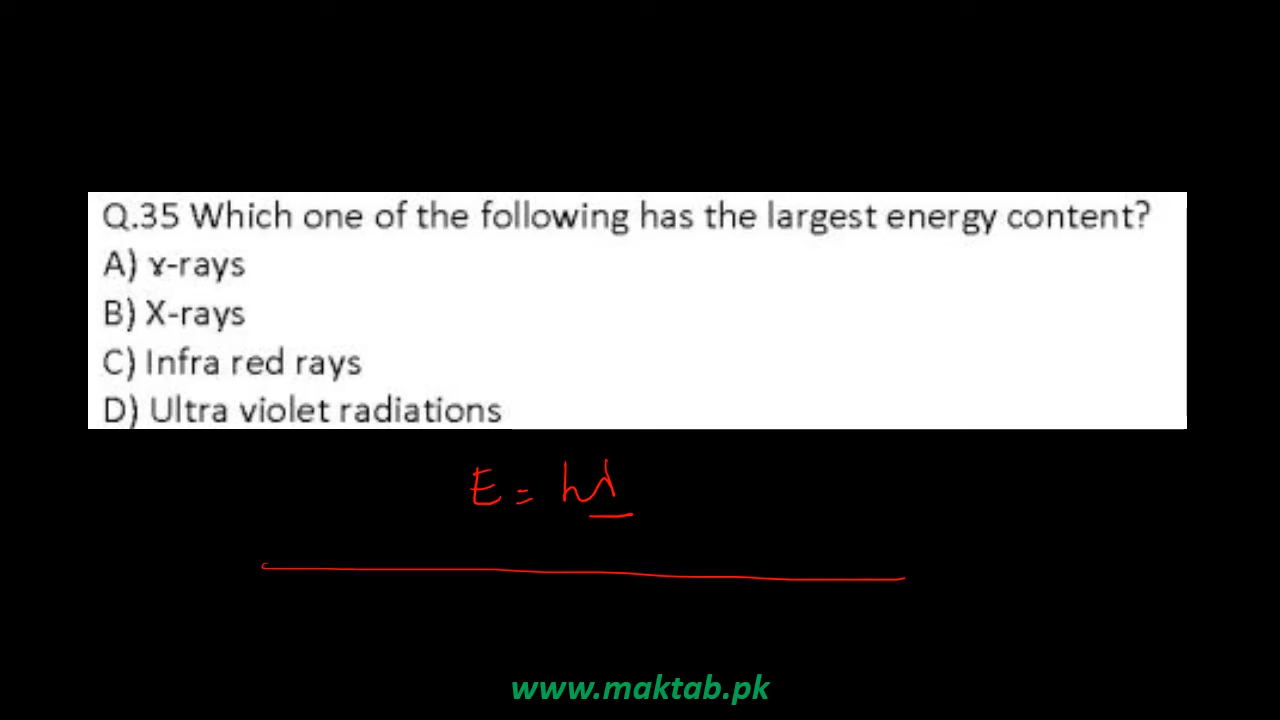 Q.35 Which one of the following has the largest energy content?
A) ɤ-rays
B) X-rays
C) Infra red rays
D) Ultra violet radiations
E = hλ
www.maktab.pk